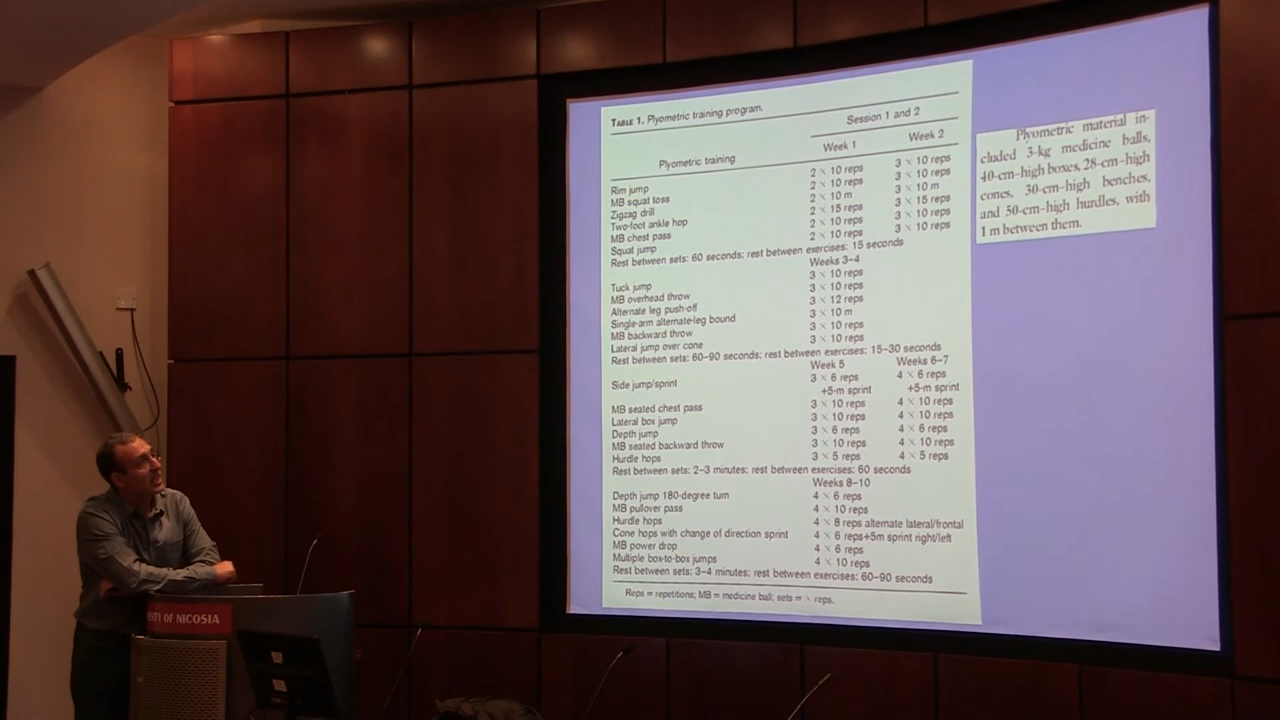 TABLE 1. Plyometric training program.
Session 1 and 2
Plyometric training Week 1 Week 2
Rim jump 2 × 10 reps 3 × 10 reps
MB squat toss 2 × 10 reps 3 × 10 reps
Zigzag drill 2 × 10 m 3 × 10 m
Two-foot ankle hop 2 × 15 reps 3 × 15 reps
MB chest pass 2 × 10 reps 3 × 10 reps
Squat jump 2 × 10 reps 3 × 10 reps
Rest between sets: 60 seconds; rest between exercises: 15 seconds
Weeks 3–4
Tuck jump 3 × 10 reps
MB overhead throw 3 × 10 reps
Alternate leg push-off 3 × 12 reps
Single-arm alternate-leg bound 3 × 10 m
MB backward throw 3 × 10 reps
Lateral jump over cone 3 × 10 reps
Rest between sets: 60–90 seconds; rest between exercises: 15–30 seconds
Week 5 Weeks 6–7
Side jump/sprint 3 × 6 reps 4 × 6 reps
+5-m sprint +5-m sprint
MB seated chest pass 3 × 10 reps 4 × 10 reps
Lateral box jump 3 × 10 reps 4 × 10 reps
Depth jump 3 × 6 reps 4 × 6 reps
MB seated backward throw 3 × 10 reps 4 × 10 reps
Hurdle hops 3 × 5 reps 4 × 5 reps
Rest between sets: 2–3 minutes; rest between exercises: 60 seconds
Weeks 8–10
Depth jump 180-degree turn 4 × 6 reps
MB pullover pass 4 × 10 reps
Hurdle hops 4 × 8 reps alternate lateral/frontal
Cone hops with change of direction sprint 4 × 6 reps+5m sprint right/left
MB power drop 4 × 6 reps
Multiple box-to-box jumps 4 × 10 reps
Rest between sets: 3–4 minutes; rest between exercises: 60–90 seconds
Reps = repetitions; MB = medicine ball; sets = × reps.
Plyometric material in-
cluded 3-kg medicine balls,
40-cm-high boxes, 28-cm-high
cones, 30-cm-high benches,
and 50-cm-high hurdles, with
1 m between them.
SITY OF NICOSIA